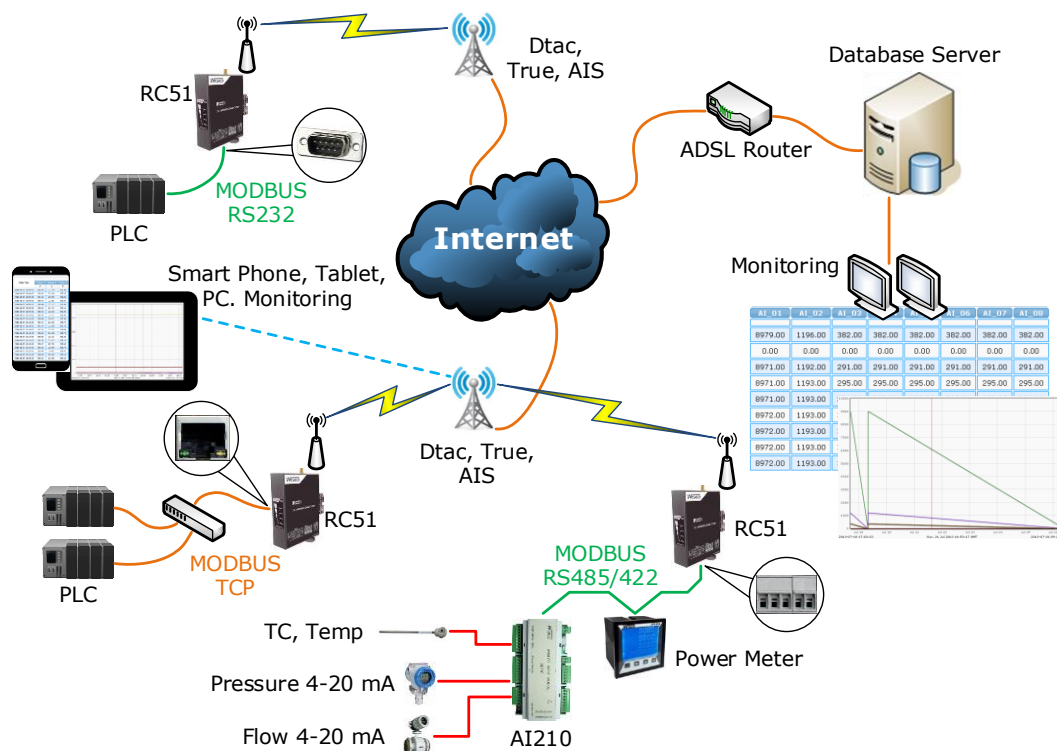 Dtac,
True, AIS
Database Server
RC51
ADSL Router
MODBUS
RS232
PLC
Internet
Monitoring
Smart Phone, Tablet,
PC. Monitoring
AI_01 AI_02 AI_03 AI_06 AI_07 AI_08
8979.00 1196.00 382.00 382.00 382.00 382.00 382.00 382.00
0.00 0.00 0.00 0.00 0.00 0.00 0.00 0.00
8971.00 1192.00 291.00 291.00 291.00 291.00 291.00 291.00
8971.00 1193.00 295.00 295.00 295.00 295.00 295.00 295.00
8971.00 1193.00
8972.00 1193.00
8972.00 1193.00
8972.00 1193.00
8972.00 1193.00
Dtac, True,
AIS
RC51
RC51
MODBUS
TCP
PLC
MODBUS
RS485/422
TC, Temp
Power Meter
Pressure 4-20 mA
Flow 4-20 mA
AI210